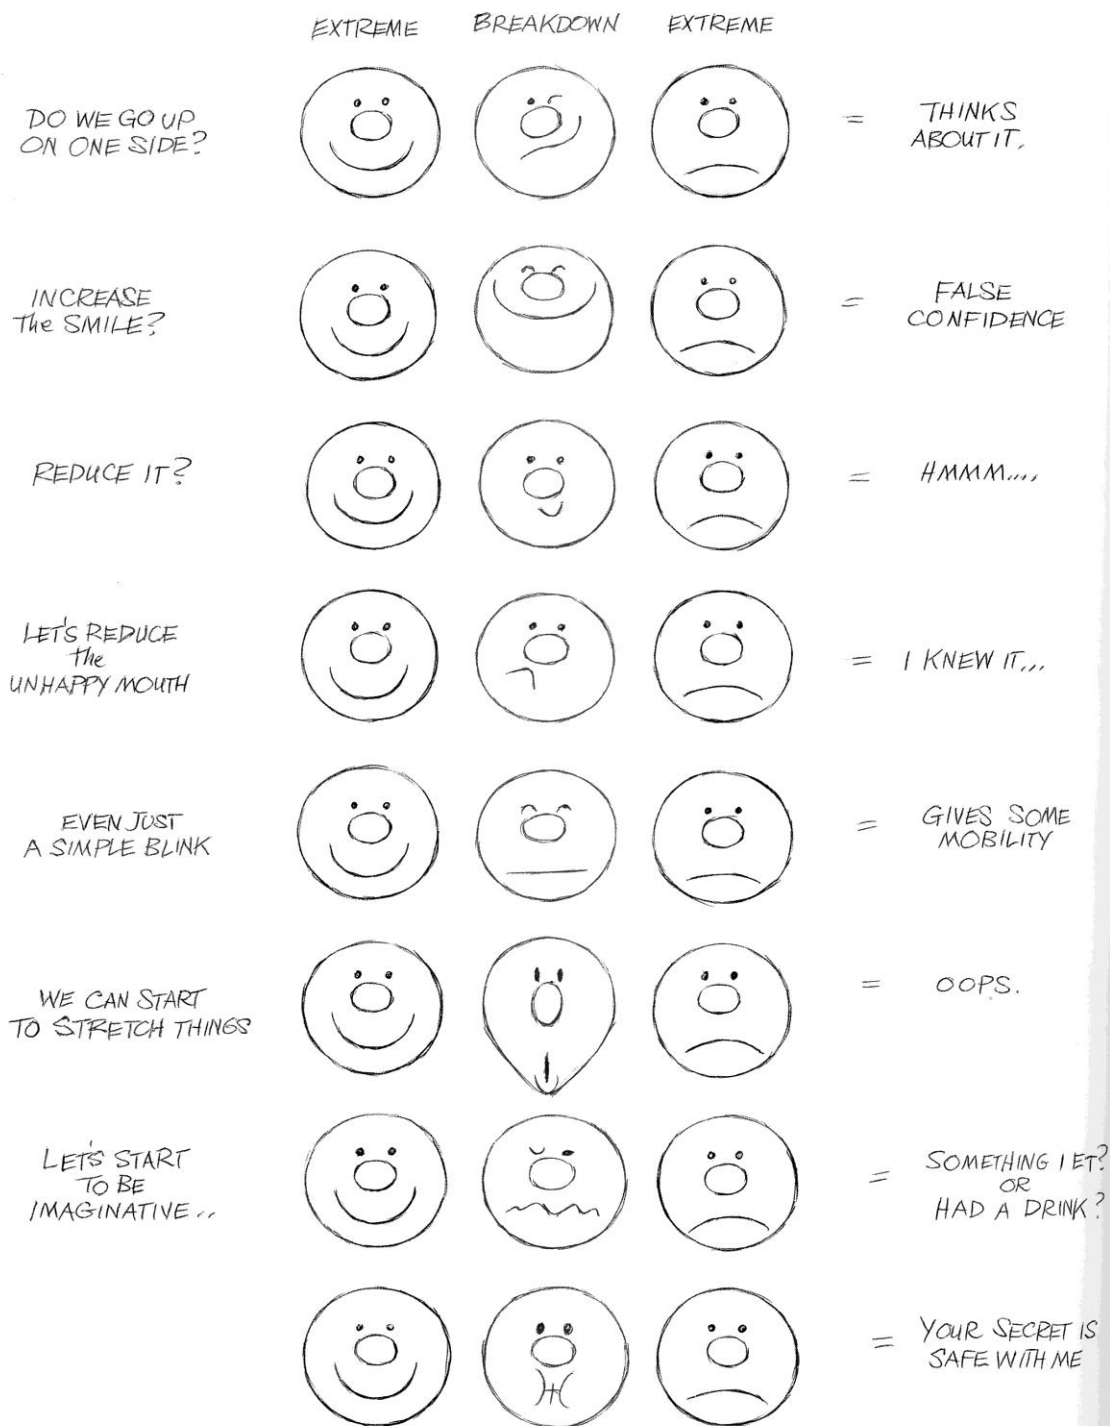 EXTREME BREAKDOWN EXTREME
DO WE GO UP
ON ONE SIDE?
= THINKS
ABOUT IT.
INCREASE
The SMILE?
= FALSE
CONFIDENCE
REDUCE IT?
= HMMM....
LET'S REDUCE
the
UNHAPPY MOUTH
= I KNEW IT...
EVEN JUST
A SIMPLE BLINK
= GIVES SOME
MOBILITY
WE CAN START
TO STRETCH THINGS
= OOPS.
LET'S START
TO BE
IMAGINATIVE..
= SOMETHING I ET?
OR
HAD A DRINK?
= YOUR SECRET IS
SAFE WITH ME